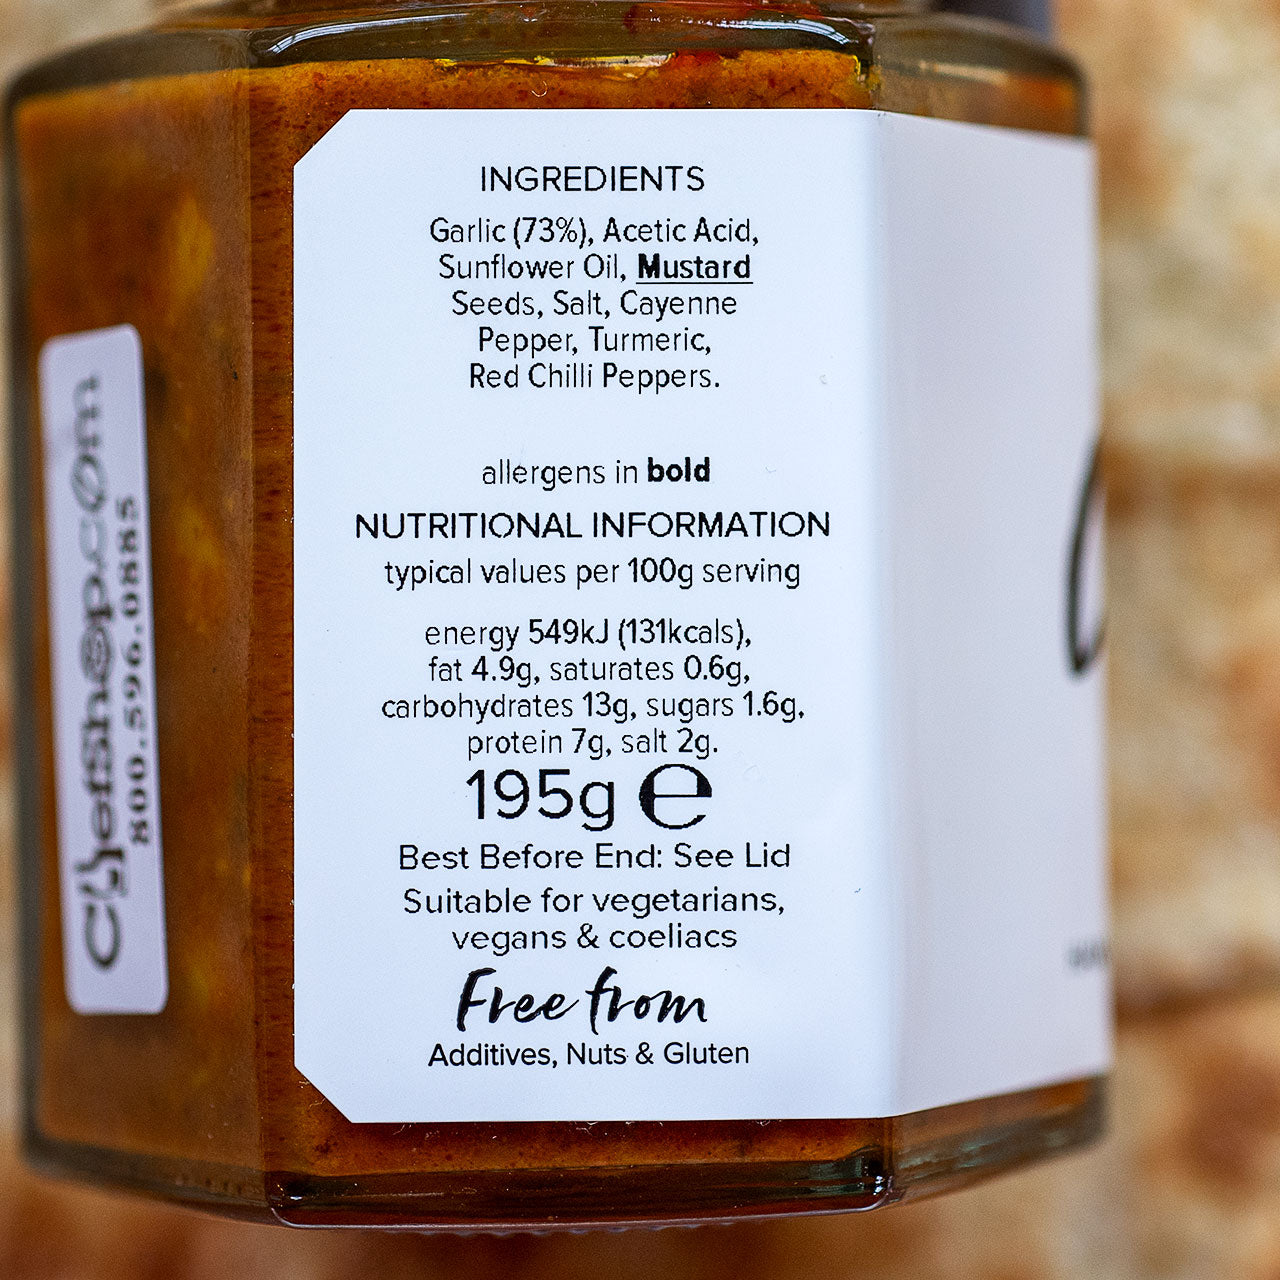 INGREDIENTS
Garlic (73%), Acetic Acid,
Sunflower Oil, Mustard
Seeds, Salt, Cayenne
Pepper, Turmeric,
Red Chilli Peppers.
allergens in bold
NUTRITIONAL INFORMATION
typical values per 100g serving
energy 549kJ (131kcals),
fat 4.9g, saturates 0.6g,
carbohydrates 13g, sugars 1.6g,
protein 7g, salt 2g.
195g ℮
Best Before End: See Lid
Suitable for vegetarians,
vegans & coeliacs
Free from
Additives, Nuts & Gluten
Chefshop.com
800.596.0885